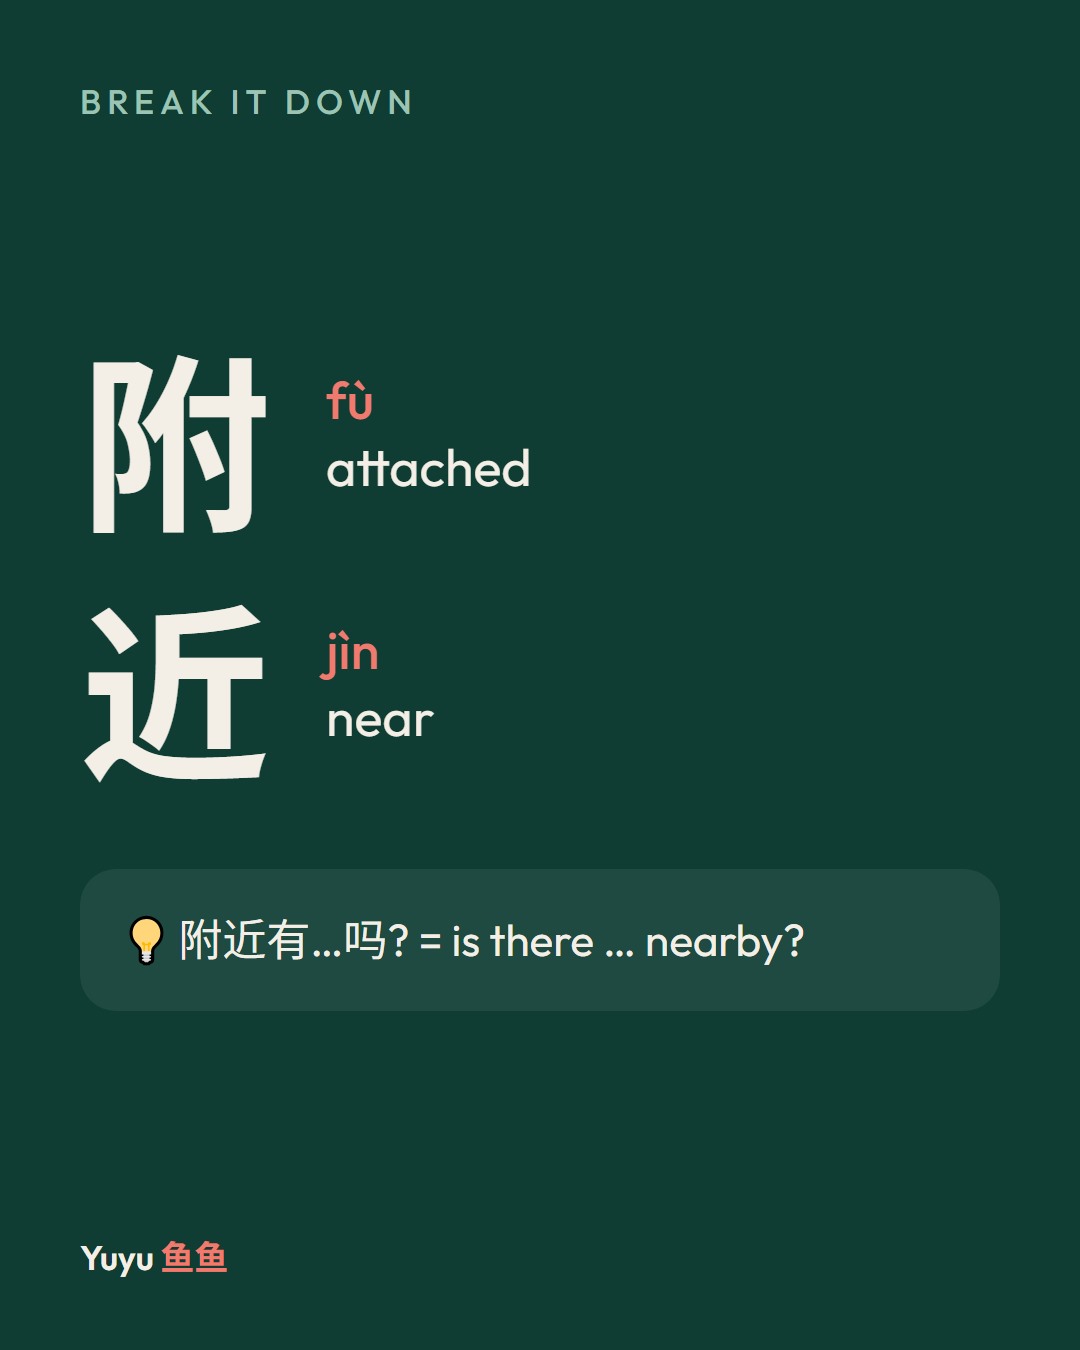 BREAK IT DOWN
附
fù
attached
近
jìn
near
💡 附近有...吗? = is there ... nearby?
Yuyu 鱼鱼